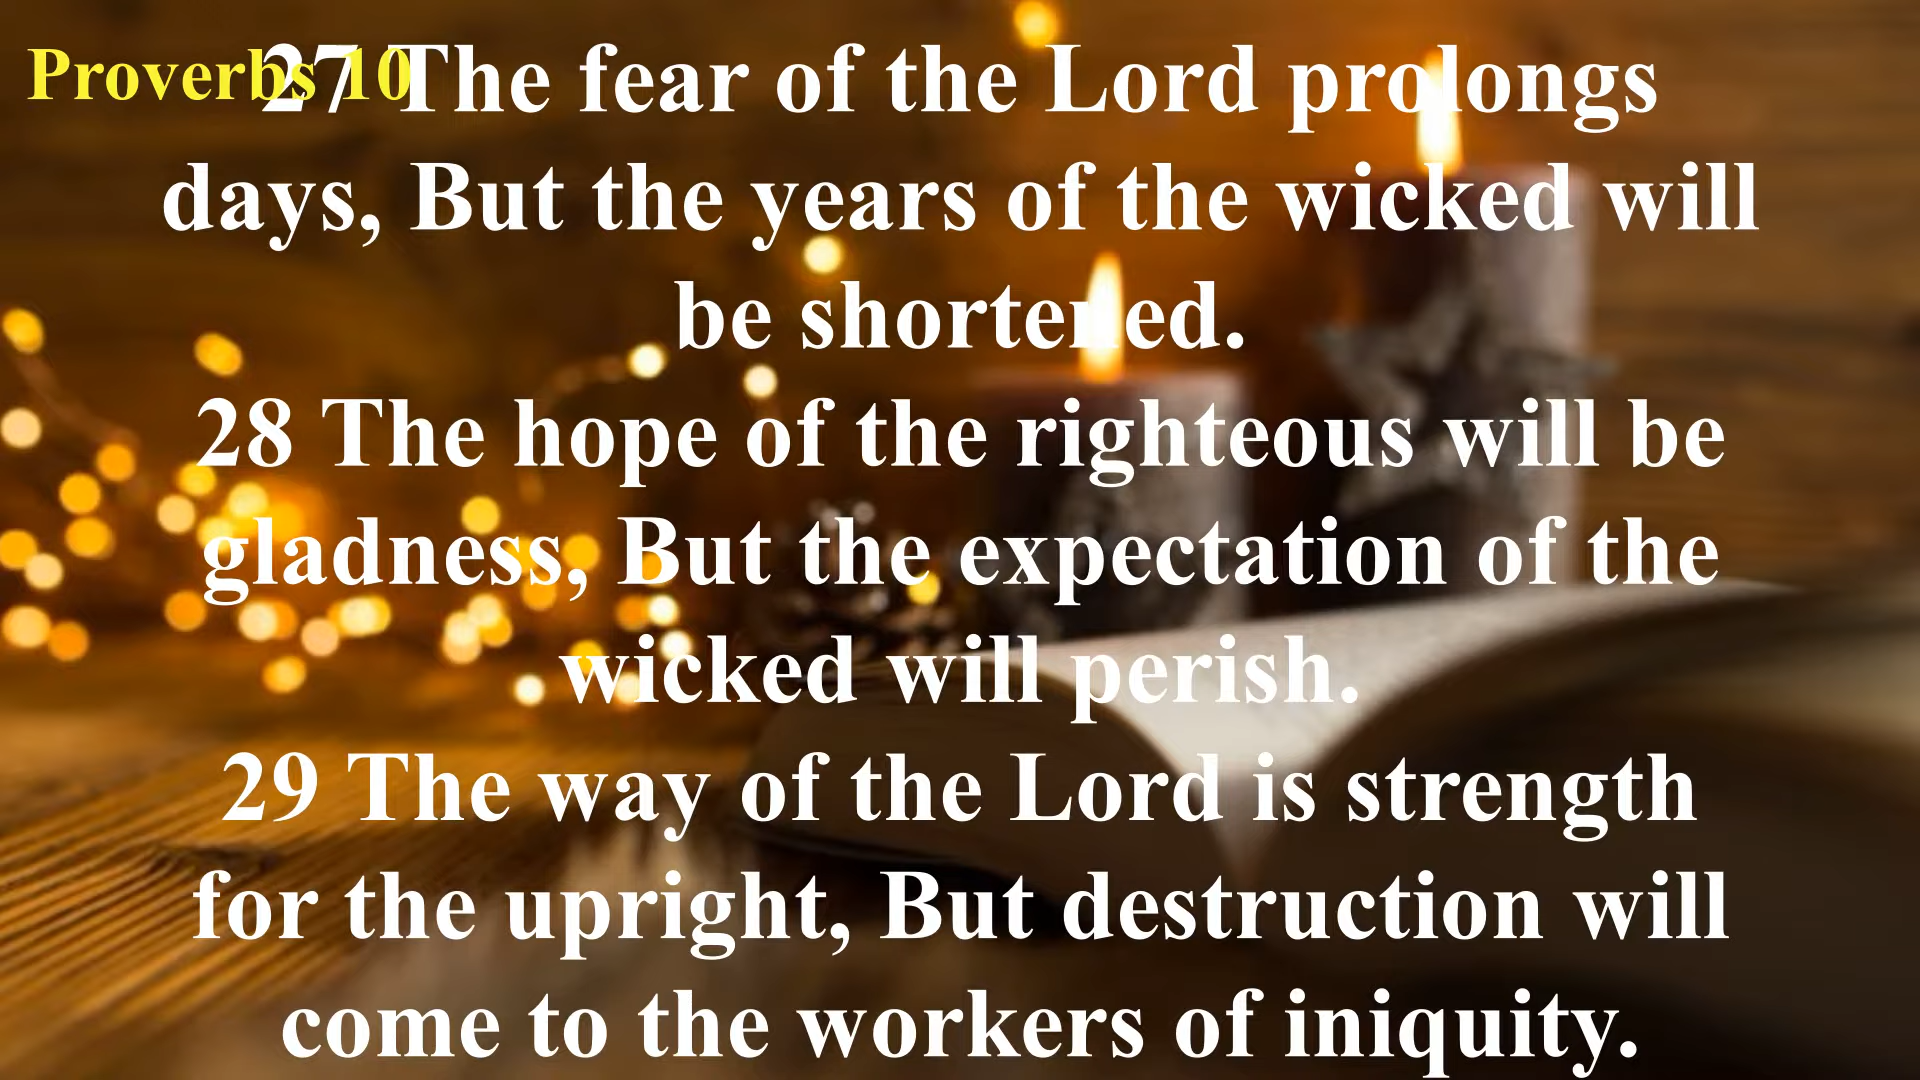 Proverbs 10
27 The fear of the Lord prolongs
days, But the years of the wicked will
be shortened.
28 The hope of the righteous will be
gladness, But the expectation of the
wicked will perish.
29 The way of the Lord is strength
for the upright, But destruction will
come to the workers of iniquity.